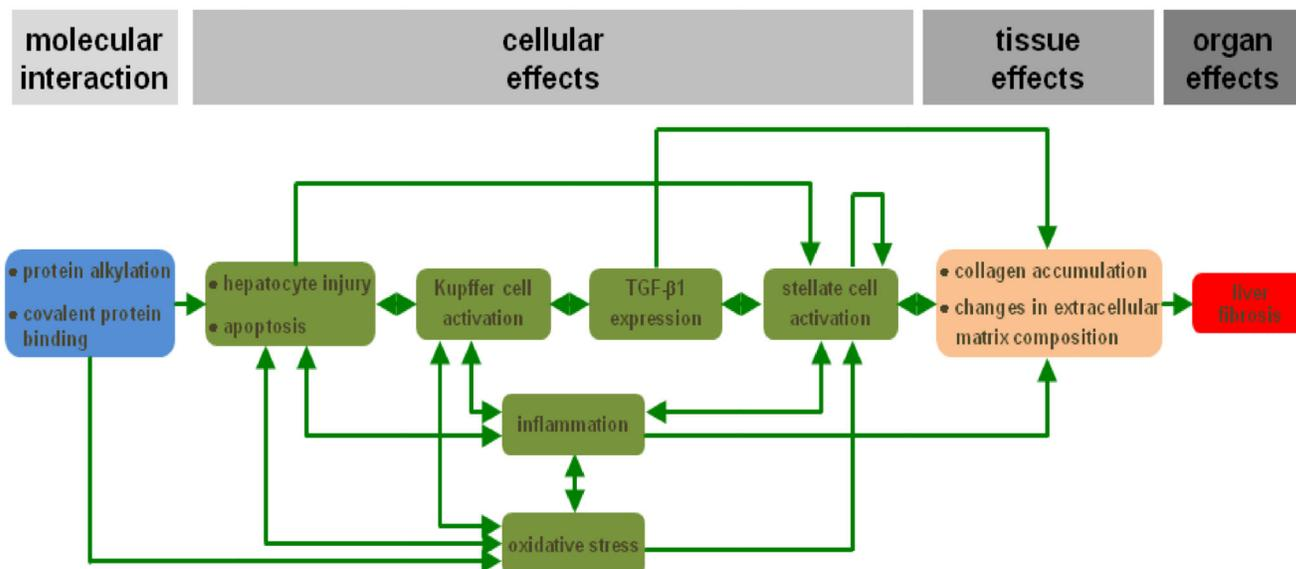 molecular
interaction
cellular
effects
tissue
effects
organ
effects
• protein alkylation
• covalent protein
binding
• hepatocyte injury
• apoptosis
Kupffer cell
activation
TGF-β1
expression
stellate cell
activation
• collagen accumulation
• changes in extracellular
matrix composition
liver
fibrosis
inflammation
oxidative stress